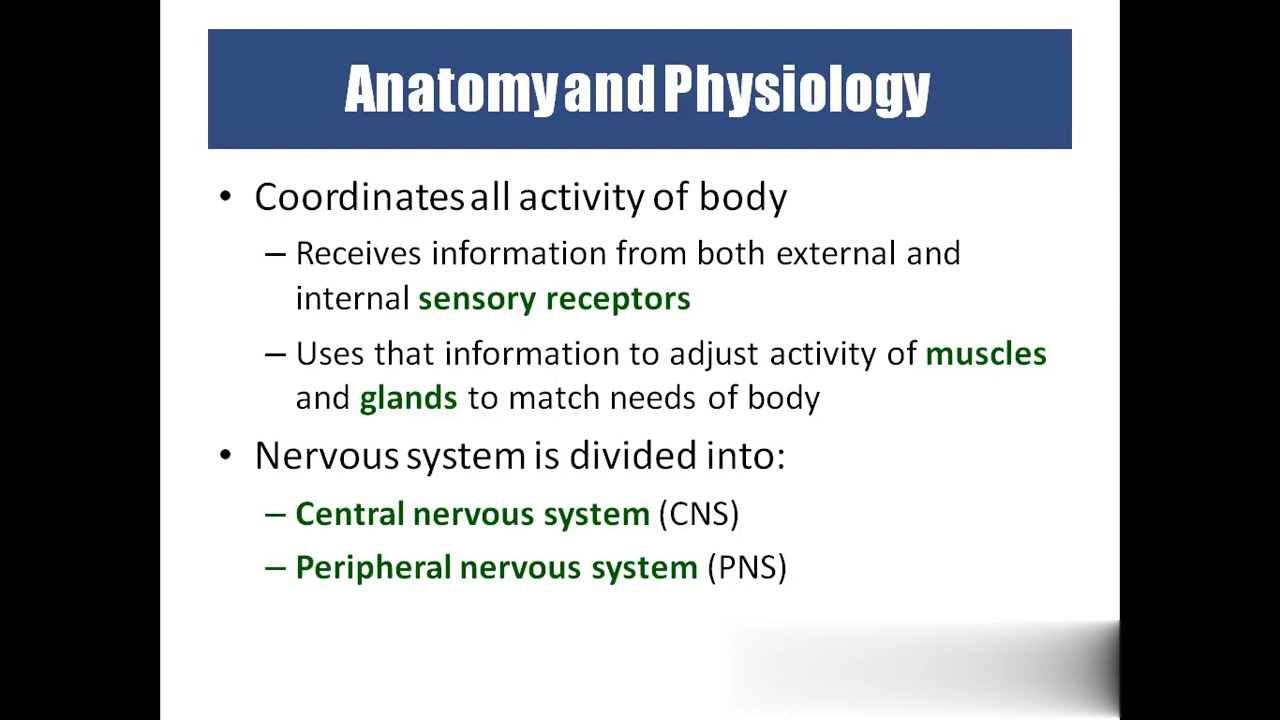 Anatomy and Physiology
• Coordinates all activity of body
– Receives information from both external and
internal sensory receptors
– Uses that information to adjust activity of muscles
and glands to match needs of body
• Nervous system is divided into:
– Central nervous system (CNS)
– Peripheral nervous system (PNS)